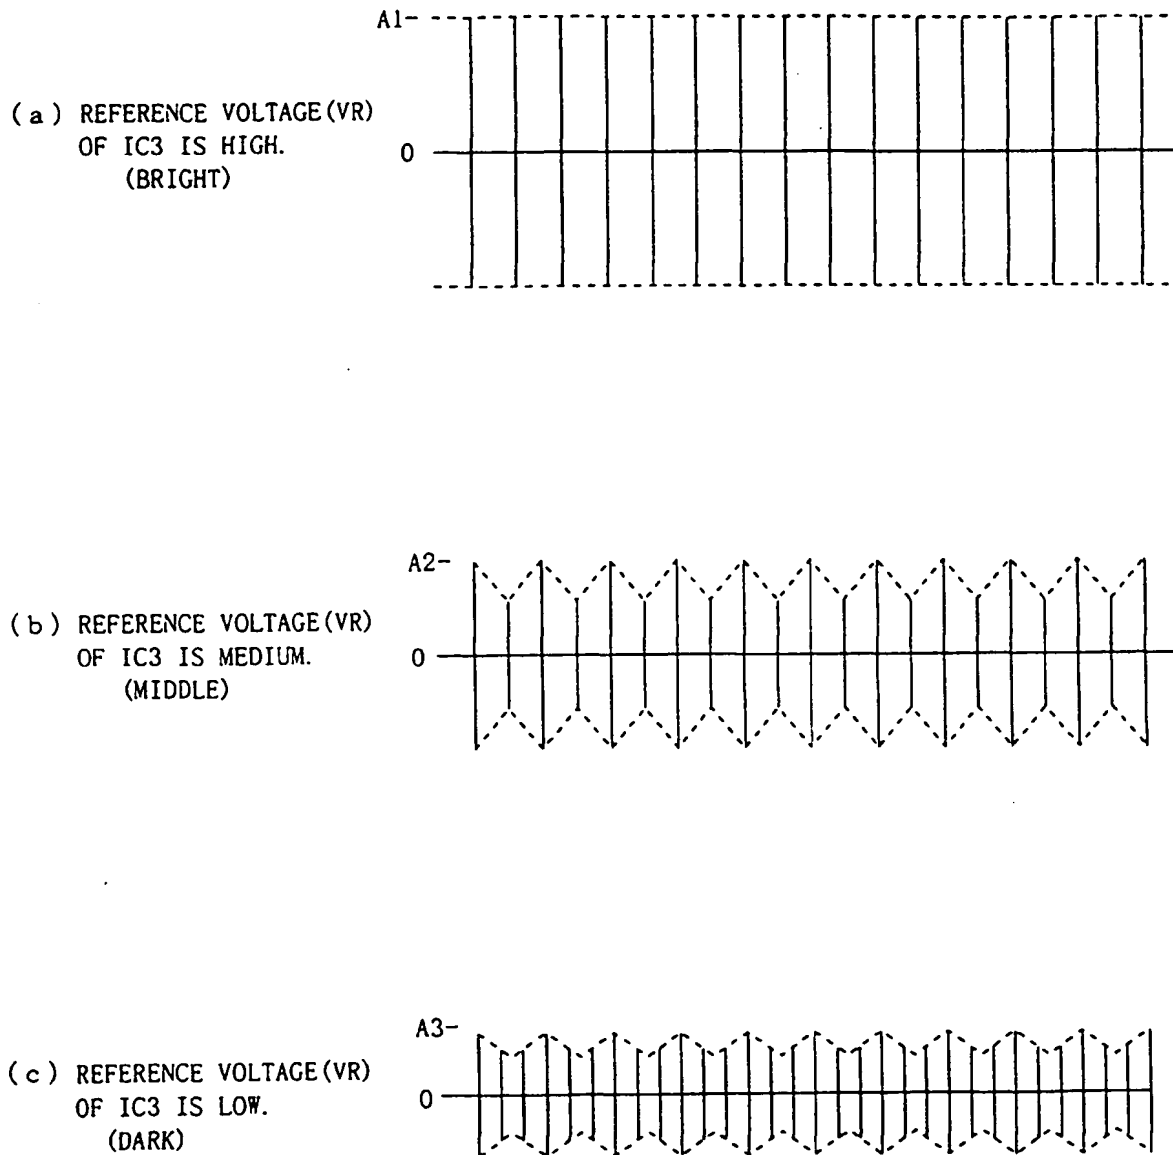 A1-
(a) REFERENCE VOLTAGE(VR)
OF IC3 IS HIGH.
(BRIGHT)
0
A2-
(b) REFERENCE VOLTAGE(VR)
OF IC3 IS MEDIUM.
(MIDDLE)
0
A3-
(c) REFERENCE VOLTAGE(VR)
OF IC3 IS LOW.
(DARK)
0